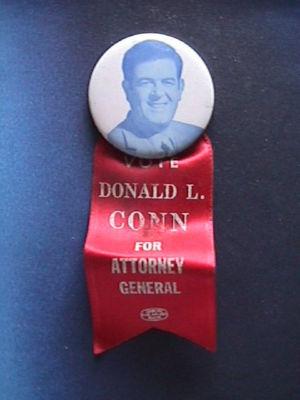 VOTE
DONALD L.
CONN
FOR
ATTORNEY
GENERAL